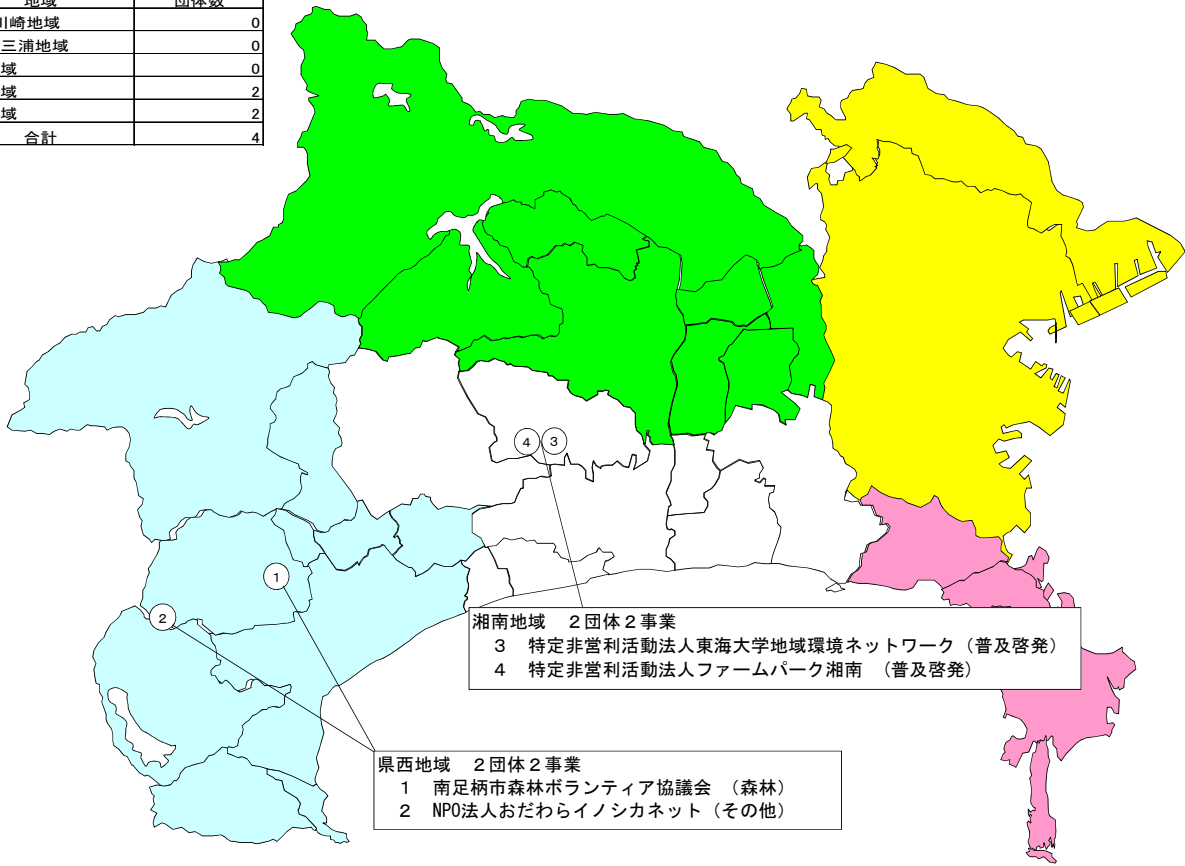 地域 団体数
川崎地域 0
三浦地域 0
域 0
域 2
域 2
合計 4
4 3
1
2
湘南地域 2団体2事業
3 特定非営利活動法人東海大学地域環境ネットワーク(普及啓発)
4 特定非営利活動法人ファームパーク湘南 (普及啓発)
県西地域 2団体2事業
1 南足柄市森林ボランティア協議会 (森林)
2 NPO法人おだわらイノシカネット(その他)